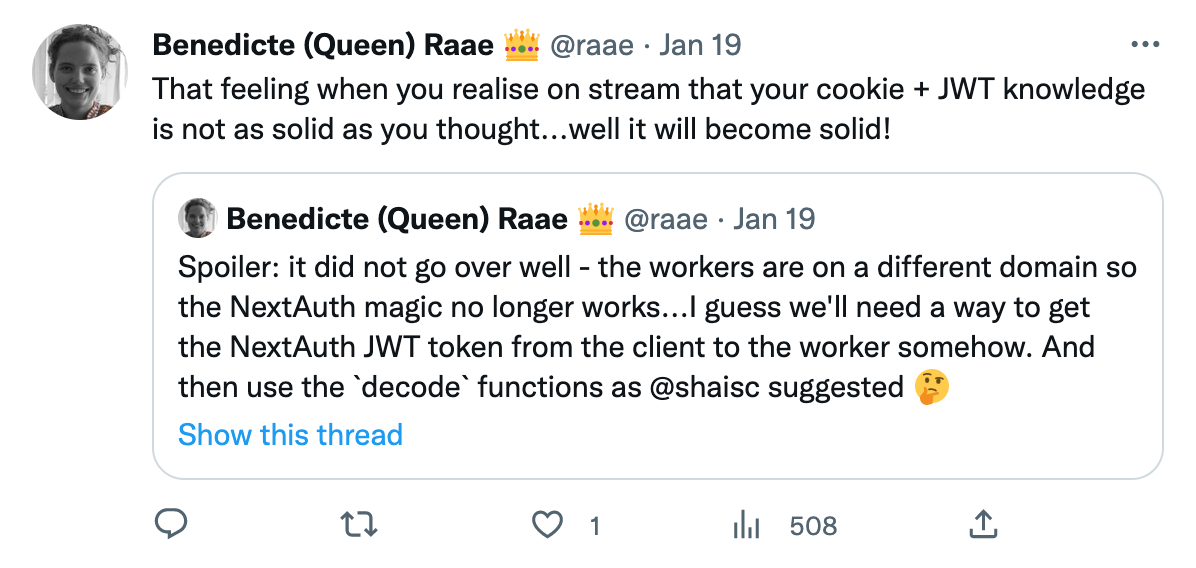 Benedicte (Queen) Raae 👑 @raae · Jan 19
That feeling when you realise on stream that your cookie + JWT knowledge
is not as solid as you thought...well it will become solid!
Benedicte (Queen) Raae 👑 @raae · Jan 19
Spoiler: it did not go over well - the workers are on a different domain so
the NextAuth magic no longer works...I guess we'll need a way to get
the NextAuth JWT token from the client to the worker somehow. And
then use the `decode` functions as @shaisc suggested 🤔
Show this thread
1 508